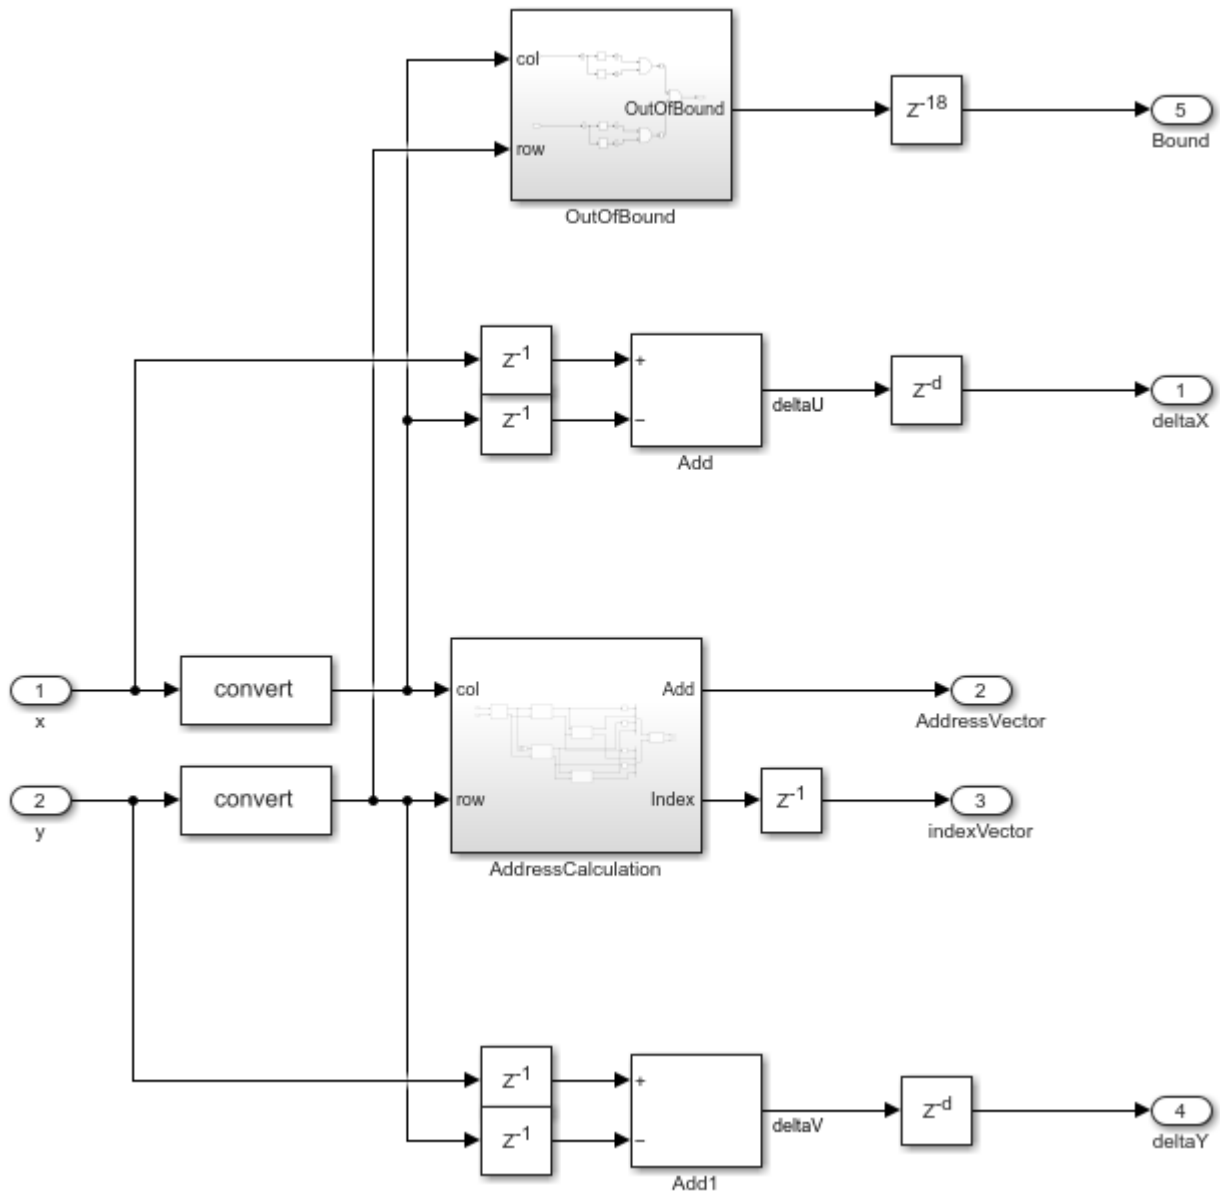 col
OutOfBound
row
OutOfBound
Z-18
5
Bound
Z-1
+
Z-1
−
deltaU
Add
Z-d
1
deltaX
1
x
convert
col
Add
2
AddressVector
2
y
convert
row
Index
AddressCalculation
Z-1
3
indexVector
Z-1
+
Z-1
−
deltaV
Add1
Z-d
4
deltaY